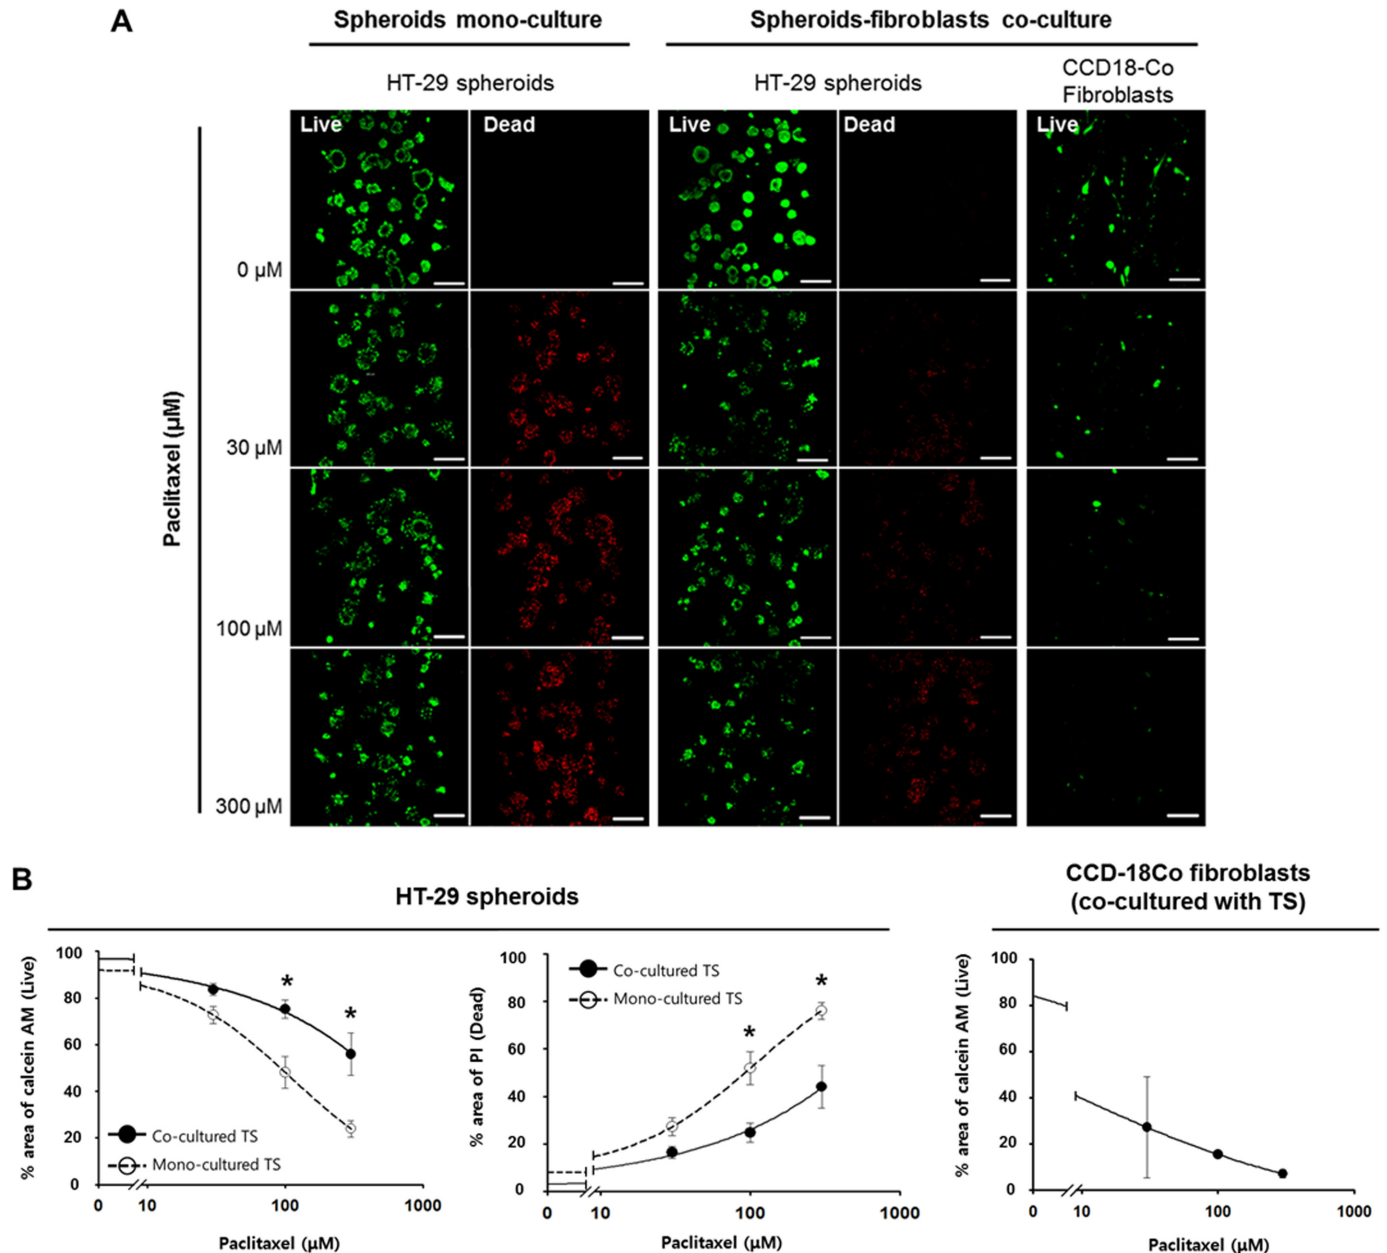 A
Spheroids mono-culture
Spheroids-fibroblasts co-culture
HT-29 spheroids
HT-29 spheroids
CCD18-Co
Fibroblasts
Live
Dead
Live
Dead
Live
Paclitaxel (µM)
0 µM
30 µM
100 µM
300 µM
B
HT-29 spheroids
CCD-18Co fibroblasts
(co-cultured with TS)
% area of calcein AM (Live)
100
80
60
40
20
0
* *
Co-cultured TS
Mono-cultured TS
0 10 100 1000
Paclitaxel (µM)
% area of PI (Dead)
100
80
60
40
20
0
Co-cultured TS
Mono-cultured TS
* *
0 10 100 1000
Paclitaxel (µM)
% area of calcein AM (Live)
100
80
60
40
20
0
0 10 100 1000
Paclitaxel (µM)